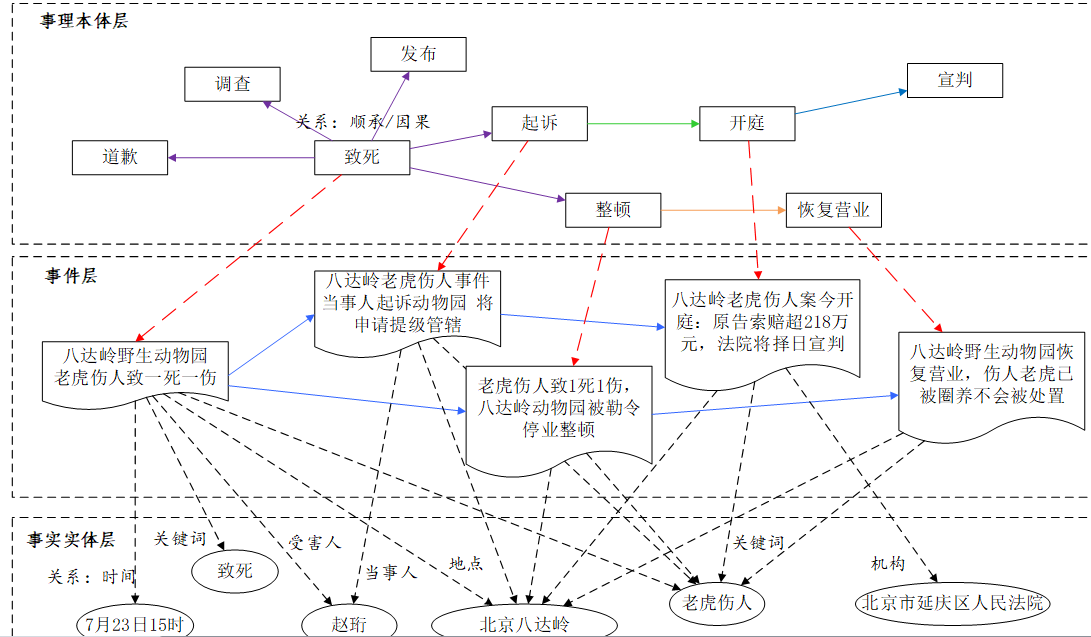 事理本体层
发布
调查
宣判
关系：顺承/因果
起诉
开庭
道歉
致死
整顿
恢复营业
事件层
八达岭老虎伤人事件
当事人起诉动物园 将
申请提级管辖
八达岭老虎伤人案今开
庭：原告索赔超218万
元，法院将择日宣判
八达岭野生动物园
老虎伤人致一死一伤
八达岭野生动物园恢
复营业，伤人老虎已
被圈养不会被处置
老虎伤人致1死1伤，
八达岭动物园被勒令
停业整顿
事实实体层
关键词
受害人
关键词
关系：时间
致死
当事人
地点
机构
7月23日15时
赵珩
北京八达岭
老虎伤人
北京市延庆区人民法院